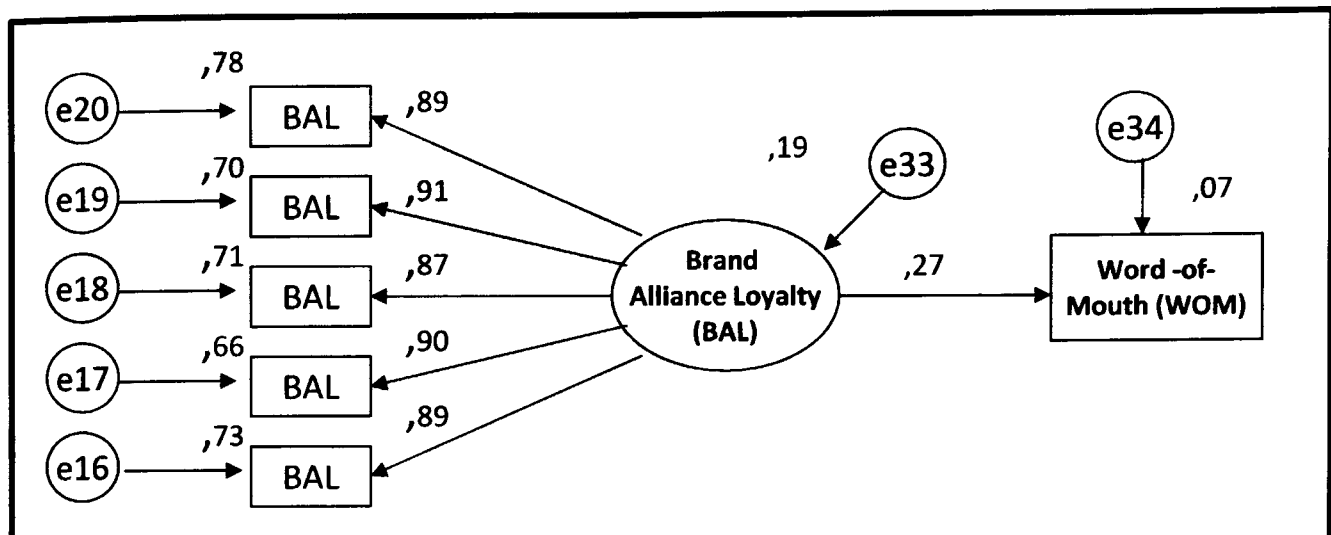 ,78
e20 BAL ,89
,70
e19 BAL ,91
,71
e18 BAL ,87
,66
e17 BAL ,90
,73
e16 BAL ,89
,19
e33
e34
,07
Brand
Alliance Loyalty
(BAL)
,27
Word -of-
Mouth (WOM)